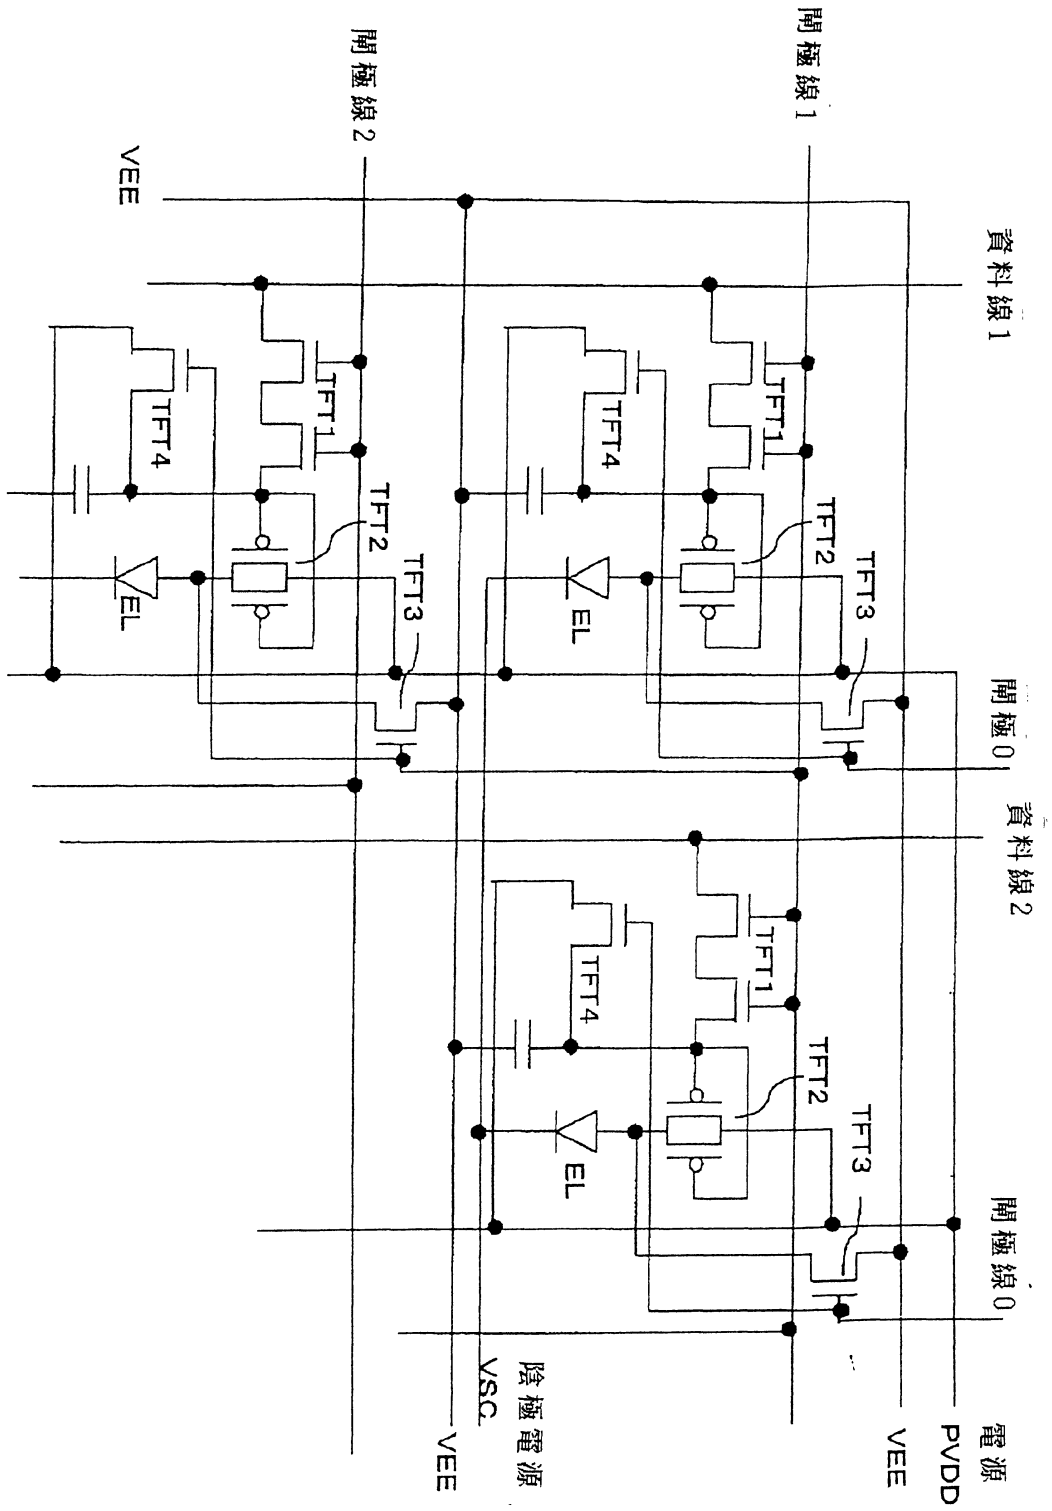 閘極線1
閘極線2
VEE
資料線1
TFT1
TFT4
TFT2
EL
TFT3
閘極0
TFT1
TFT4
TFT2
EL
TFT3
資料線2
TFT1
TFT4
TFT2
EL
TFT3
閘極線0
陰極電源
VSC
VEE
VEE
電源
PVDD